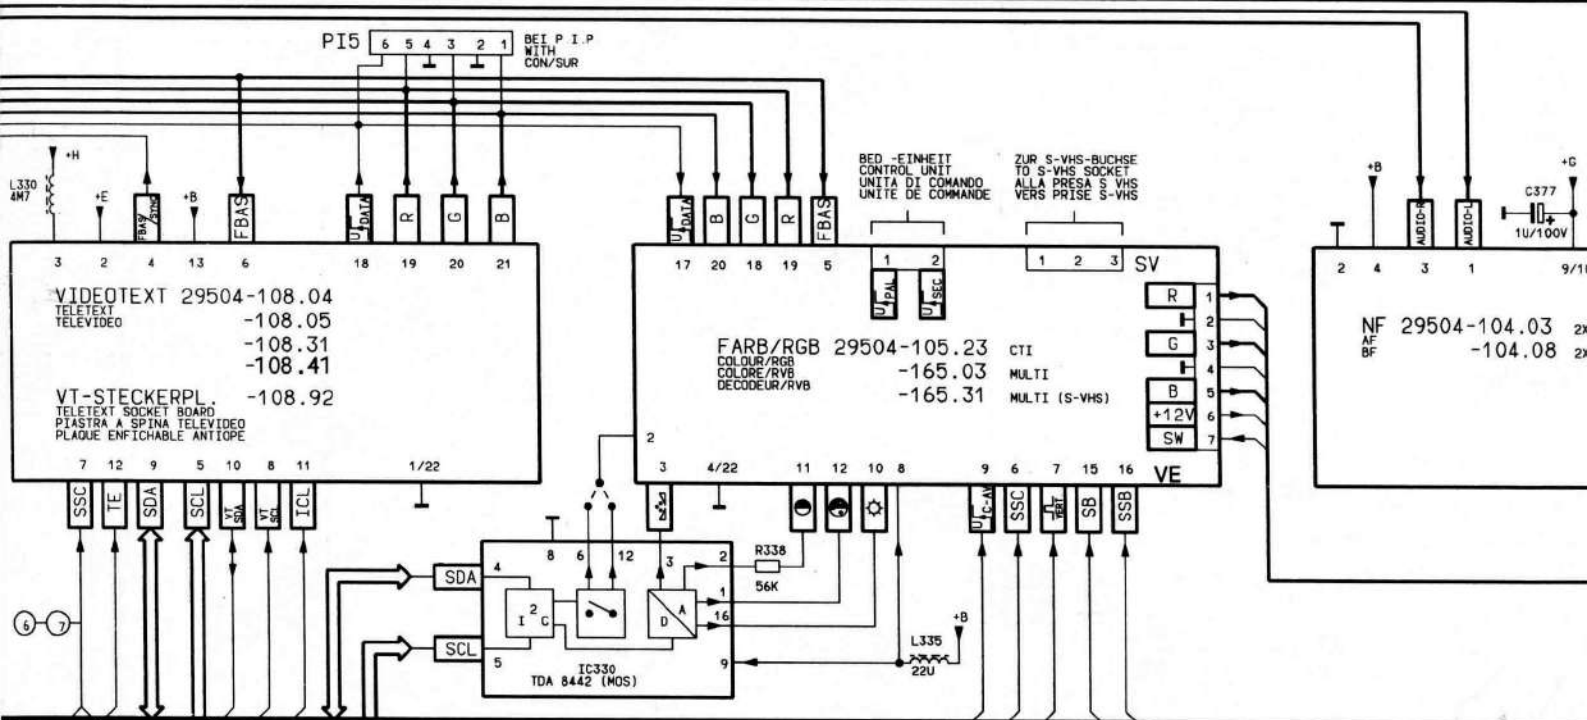 PI5
6 5 4 3 2 1
BEI P.I.P
WITH
CON/SUR
+H
L330
4M7
+E
FBAS/SYNC
+B
FBAS
U DATA
R
G
B
3 2 4 13 6 18 19 20 21
VIDEOTEXT 29504-108.04
TELETEXT
TELEVIDEO
-108.05
-108.31
-108.41
VT-STECKERPL. -108.92
TELETEXT SOCKET BOARD
PIASTRA A SPINA TELEVIDEO
PLAQUE ENFICHABLE ANTIOPE
7 12 9 5 10 8 11 1/22
SSC
TE
SDA
SCL
VT SDA
VT SCL
ICL
6 7
U DATA
B
G
R
FBAS
17 20 18 19 5
BED -EINHEIT
CONTROL UNIT
UNITA DI COMANDO
UNITE DE COMMANDE
1 2
U PAL
U SEC
ZUR S-VHS-BUCHSE
TO S-VHS SOCKET
ALLA PRESA S VHS
VERS PRISE S-VHS
1 2 3 SV
FARB/RGB 29504-105.23 CTI
COLOUR/RGB
COLORE/RVB
DECODEUR/RVB
-165.03 MULTI
-165.31 MULTI (S-VHS)
R 1
2
G 3
4
B 5
+12V 6
SW 7
VE
2
3 4/22 11 12 10 8 9 6 7 15 16
U C-AV
SSC
VERT
SB
SSB
SDA 4
SCL 5
8 6 12 3 2
1
16
9
I2C
A
D
IC330
TDA 8442 (MOS)
R338
56K
L335
22U
+B
+B
AUDIO-R
AUDIO-L
C377
1U/100V
+
+G
2 4 3 1
NF 29504-104.03
AF
BF
-104.08